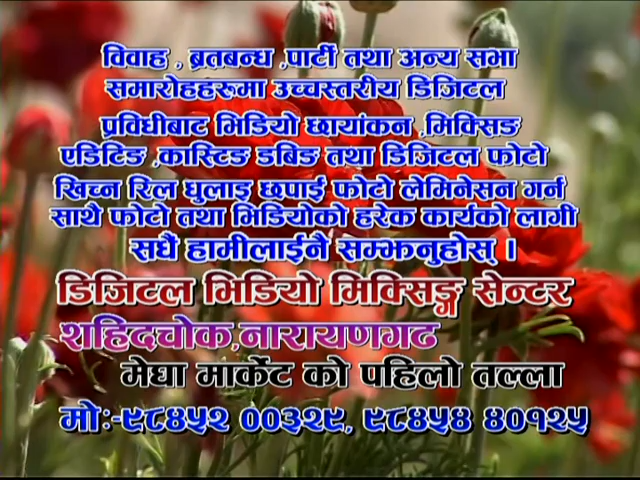 विवाह , ब्रतबन्ध ,पार्टी तथा अन्य सभा
समारोहहरुमा उच्चस्तरीय डिजिटल
प्रविधीबाट भिडियो छायांकन ,मिक्सिङ
एडिटिङ ,कास्टिङ डबिङ तथा डिजिटल फोटो
खिच्न रिल धुलाइ छपाई फोटो लेमिनेसन गर्न
साथै फोटो तथा भिडियोको हरेक कार्यको लागी
सधैं हामीलाईनै सम्झनुहोस् ।
डिजिटल भिडियो मिक्सिङ्ग सेन्टर
शहिदचोक,नारायणगढ
मेघा मार्केट को पहिलो तल्ला
मो:-९८४५२ 00३२९, ९८४५४ ४०१२५